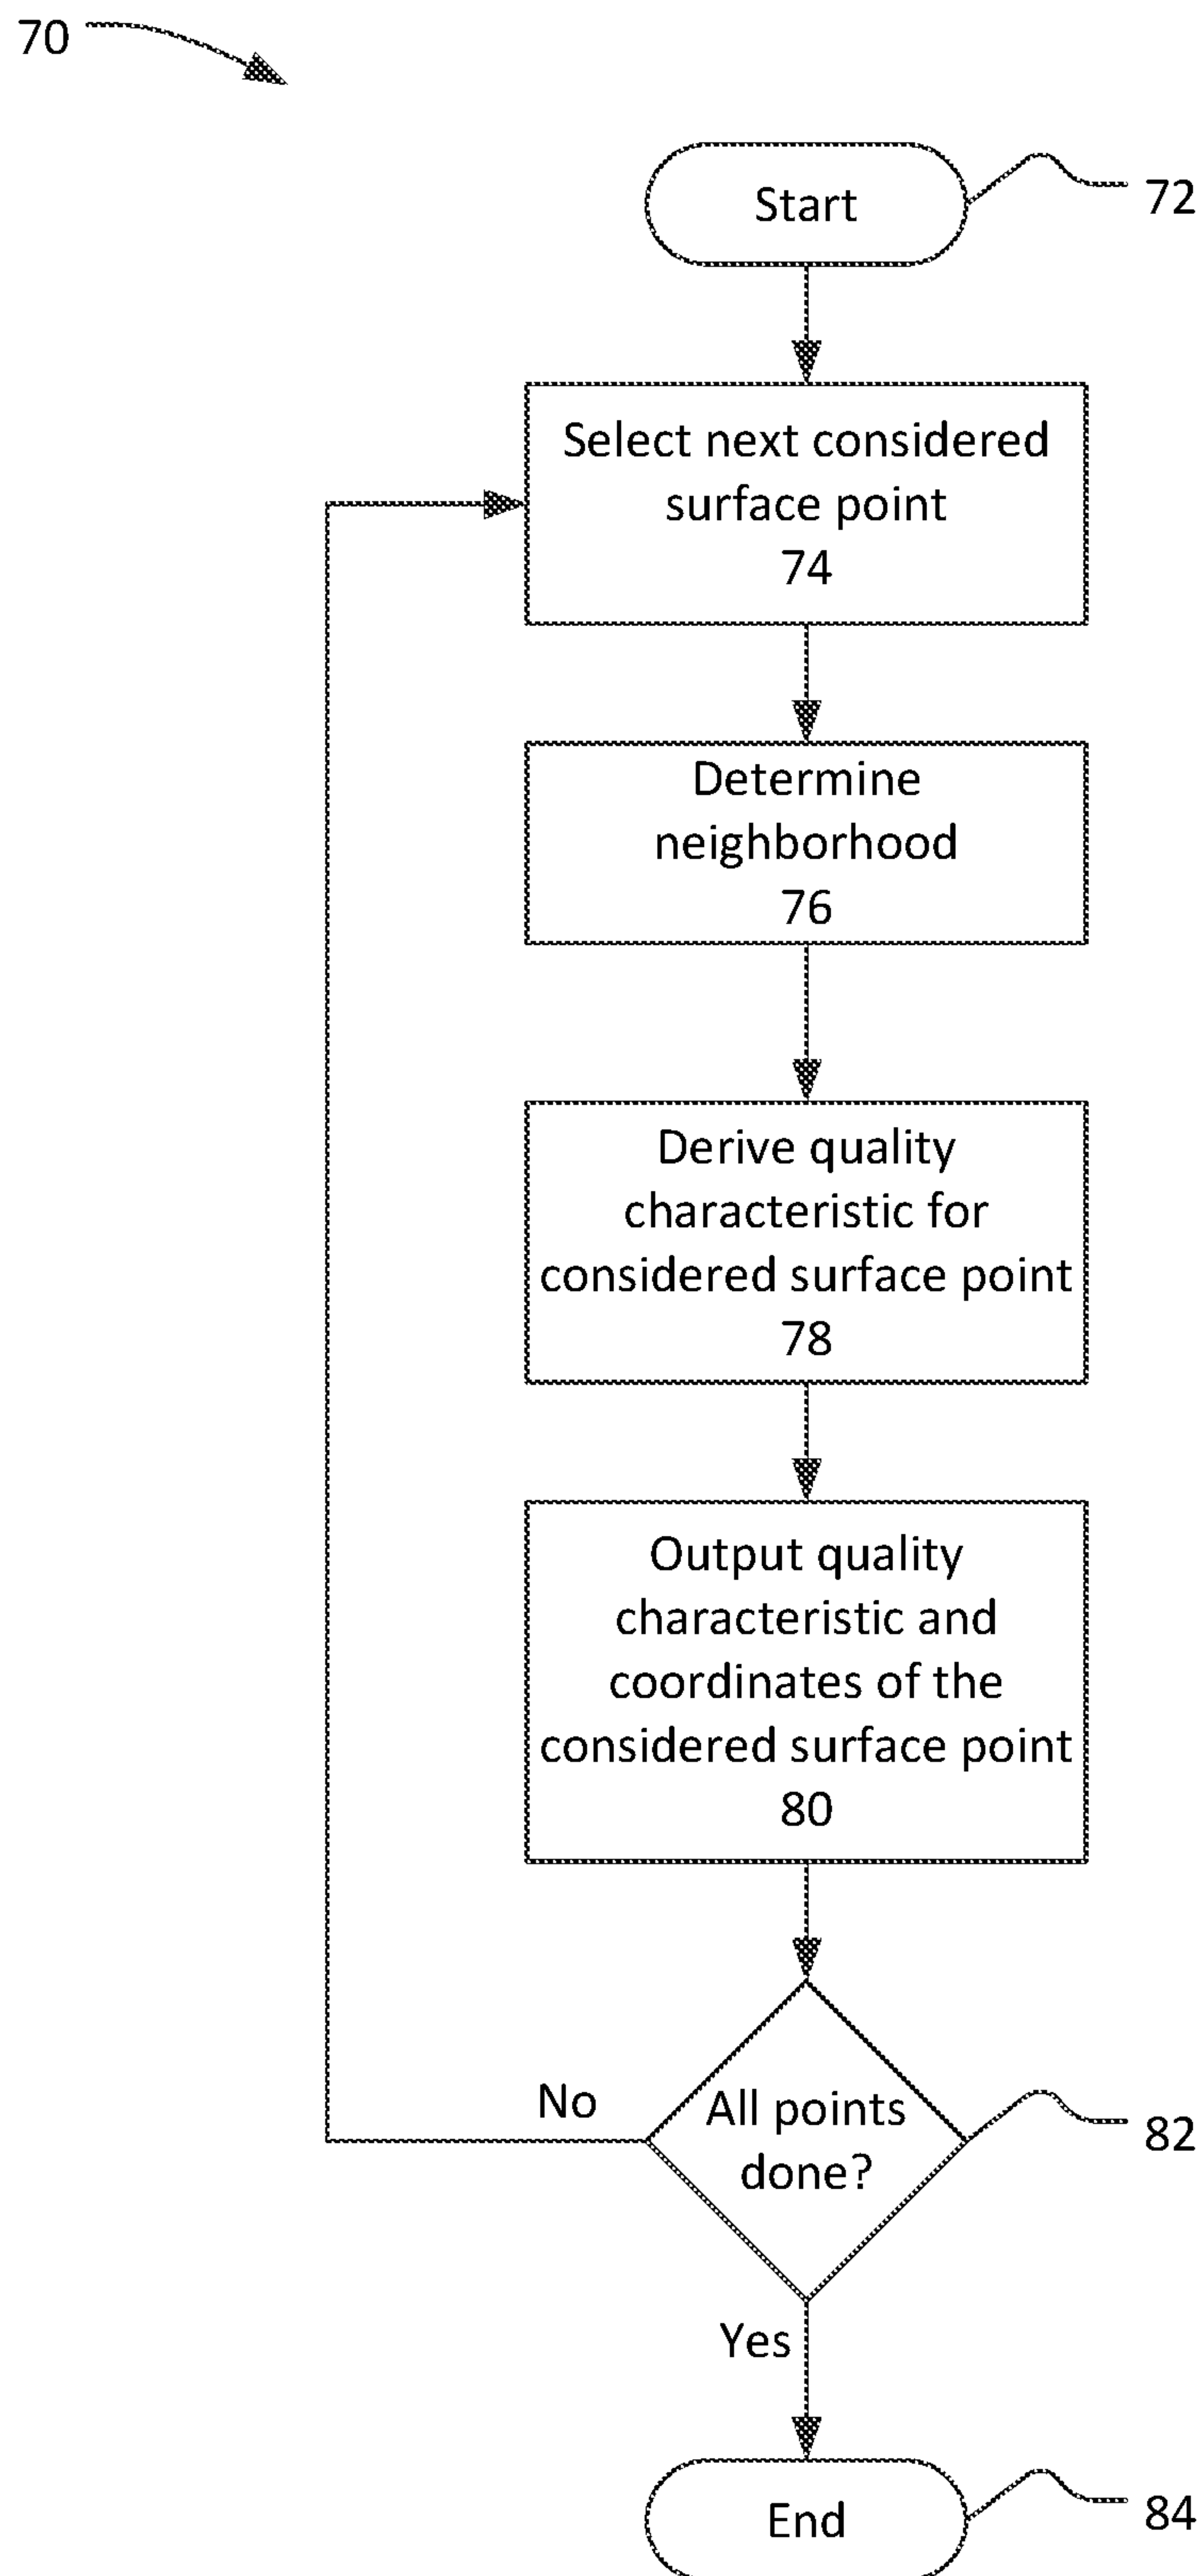 70
Start
72
Select next considered
surface point
74
Determine
neighborhood
76
Derive quality
characteristic for
considered surface point
78
Output quality
characteristic and
coordinates of the
considered surface point
80
No
All points
done?
82
Yes
End
84